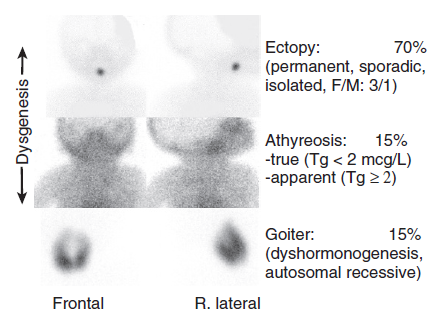 Dysgenesis
Ectopy: 70%
(permanent, sporadic,
isolated, F/M: 3/1)
Athyreosis: 15%
-true (Tg < 2 mcg/L)
-apparent (Tg ≥ 2)
Goiter: 15%
(dyshormonogenesis,
autosomal recessive)
Frontal R. lateral